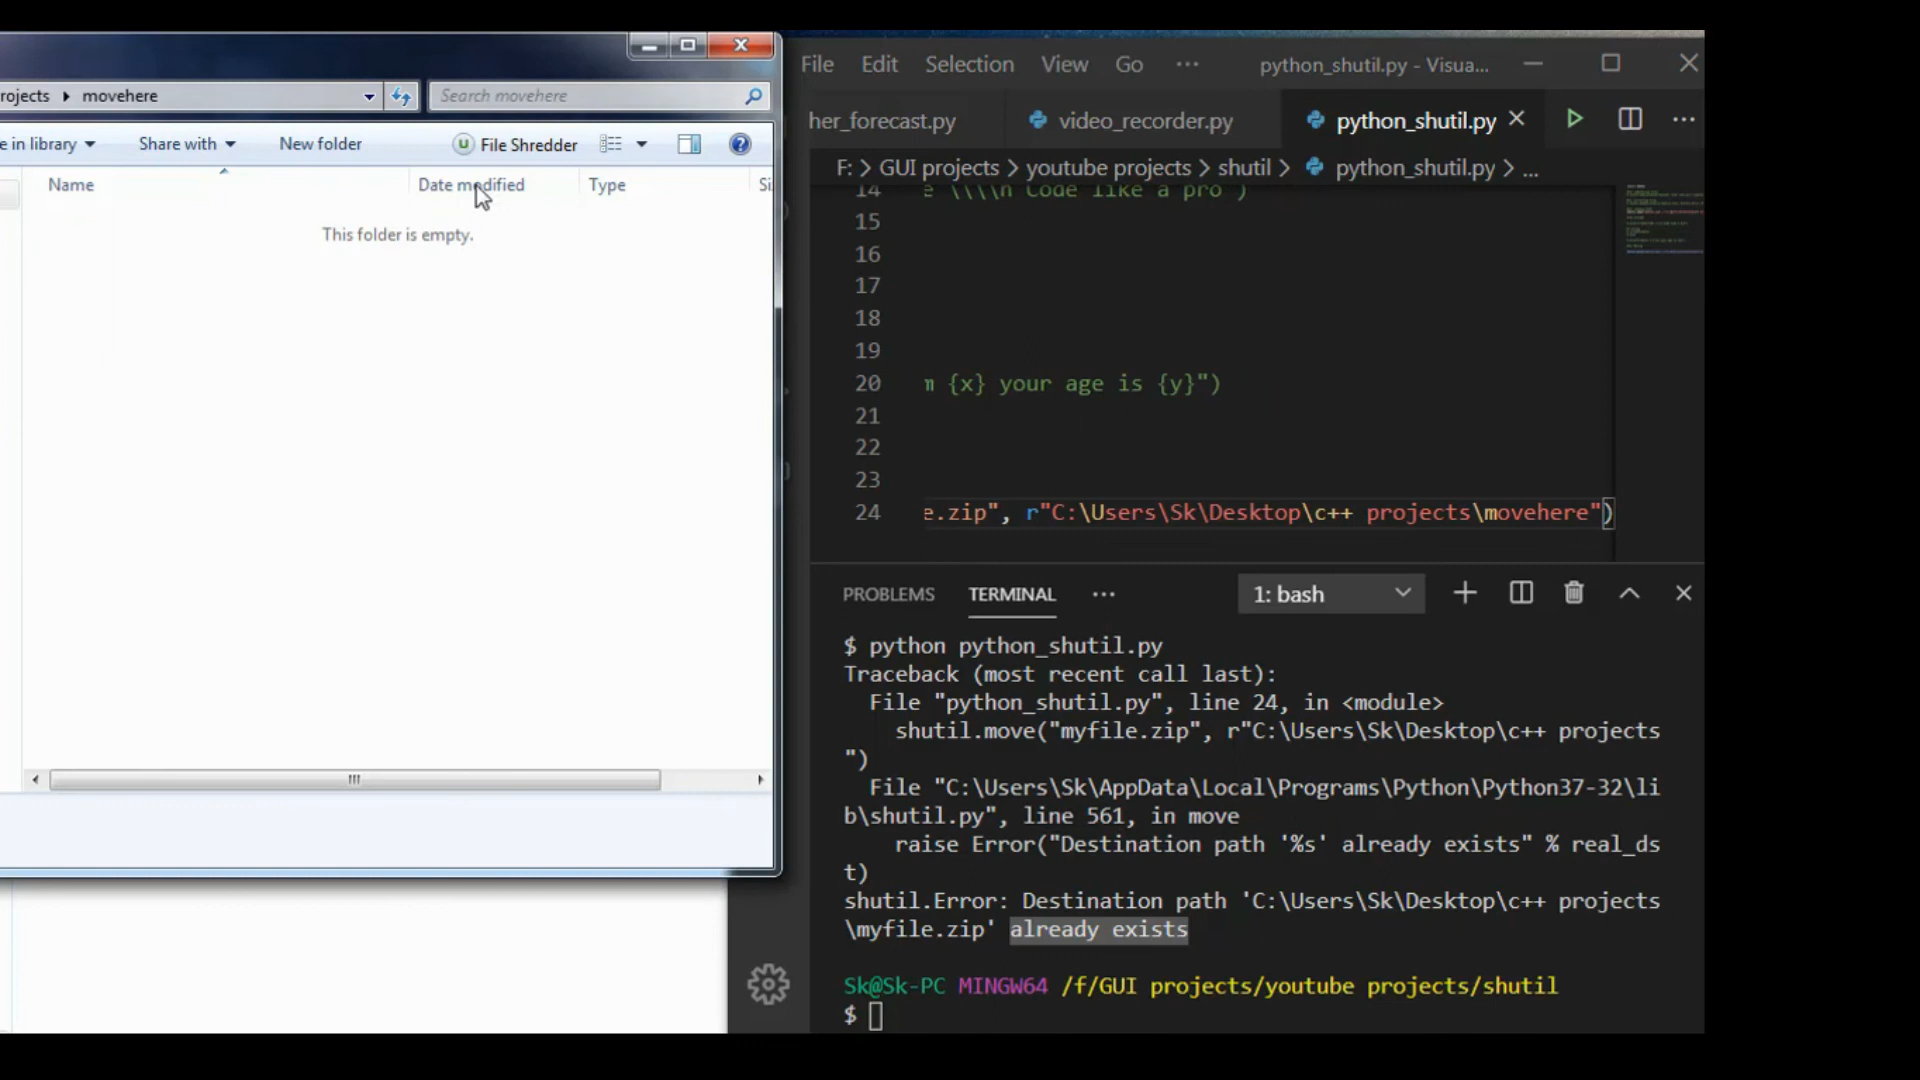 rojects ▸ movehere
Search movehere
e in library
Share with
New folder
File Shredder
Name
Date modified
Type
Si
This folder is empty.
File
Edit
Selection
View
Go
···
python_shutil.py - Visua...
her_forecast.py
video_recorder.py
python_shutil.py
F: > GUI projects > youtube projects > shutil > python_shutil.py > ...
14 e \\\\n Code like a pro )
15
16
17
18
19
20 m {x} your age is {y}")
21
22
23
24 e.zip", r"C:\Users\Sk\Desktop\c++ projects\movehere")
PROBLEMS
TERMINAL
···
1: bash
$ python python_shutil.py
Traceback (most recent call last):
File "python_shutil.py", line 24, in <module>
shutil.move("myfile.zip", r"C:\Users\Sk\Desktop\c++ projects
")
File "C:\Users\Sk\AppData\Local\Programs\Python\Python37-32\li
b\shutil.py", line 561, in move
raise Error("Destination path '%s' already exists" % real_ds
t)
shutil.Error: Destination path 'C:\Users\Sk\Desktop\c++ projects
\myfile.zip' already exists
Sk@Sk-PC MINGW64 /f/GUI projects/youtube projects/shutil
$